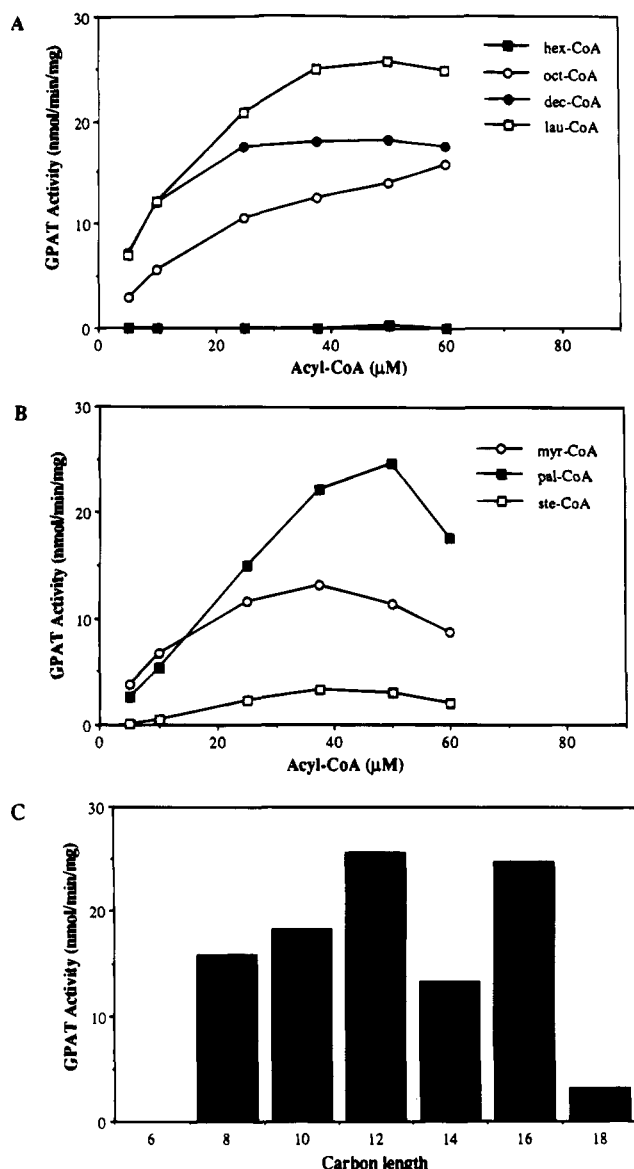 A
GPAT Activity (nmol/min/mg)
30
20
10
0
0
20
40
60
80
Acyl-CoA (μM)
hex-CoA
oct-CoA
dec-CoA
lau-CoA
B
GPAT Activity (nmol/min/mg)
30
20
10
0
0
20
40
60
80
Acyl-CoA (μM)
myr-CoA
pal-CoA
ste-CoA
C
GPAT Activity (nmol/min/mg)
30
20
10
0
6
8
10
12
14
16
18
Carbon length